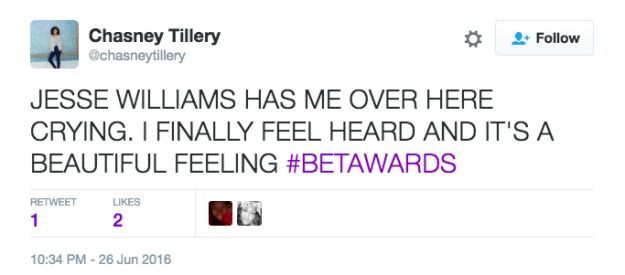 Chasney Tillery
@chasneytillery
Follow
JESSE WILLIAMS HAS ME OVER HERE
CRYING. I FINALLY FEEL HEARD AND IT'S A
BEAUTIFUL FEELING #BETAWARDS
RETWEET LIKES
1 2
10:34 PM - 26 Jun 2016